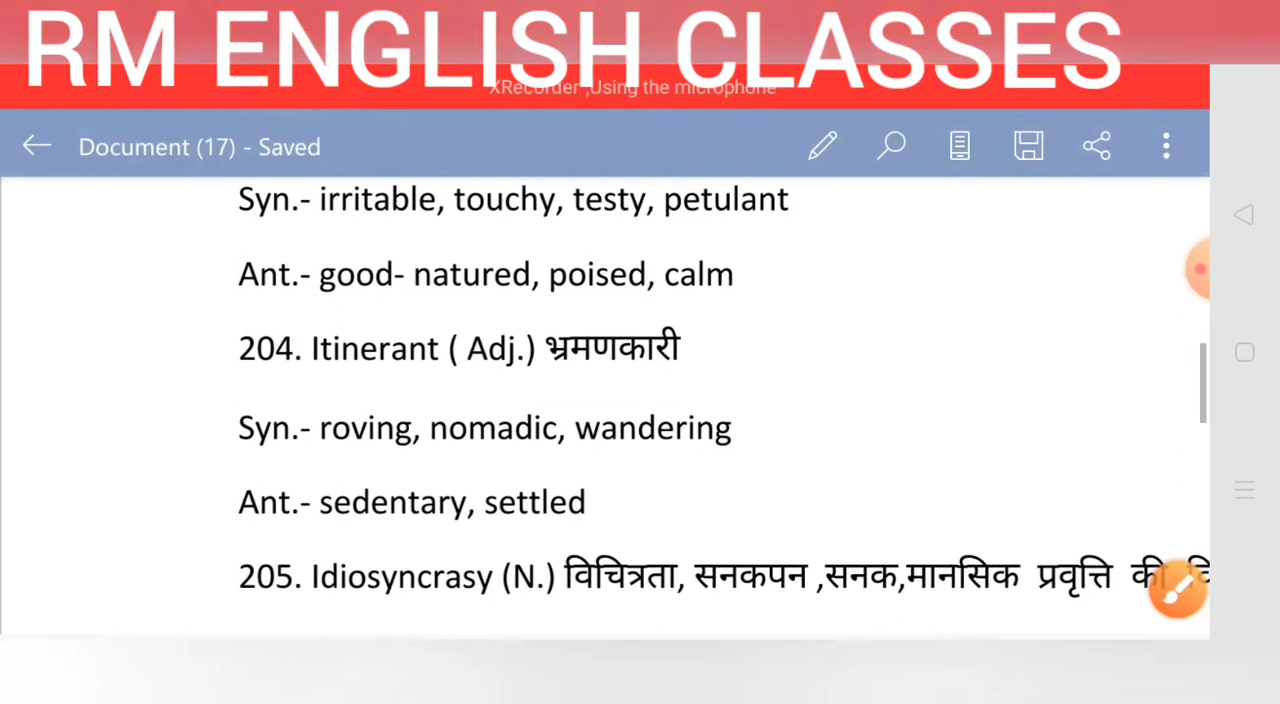 RM ENGLISH CLASSES
XRecorder ,Using the microphone
Document (17) - Saved
Syn.- irritable, touchy, testy, petulant
Ant.- good- natured, poised, calm
204. Itinerant ( Adj.) भ्रमणकारी
Syn.- roving, nomadic, wandering
Ant.- sedentary, settled
205. Idiosyncrasy (N.) विचित्रता, सनकपन ,सनक,मानसिक प्रवृत्ति की